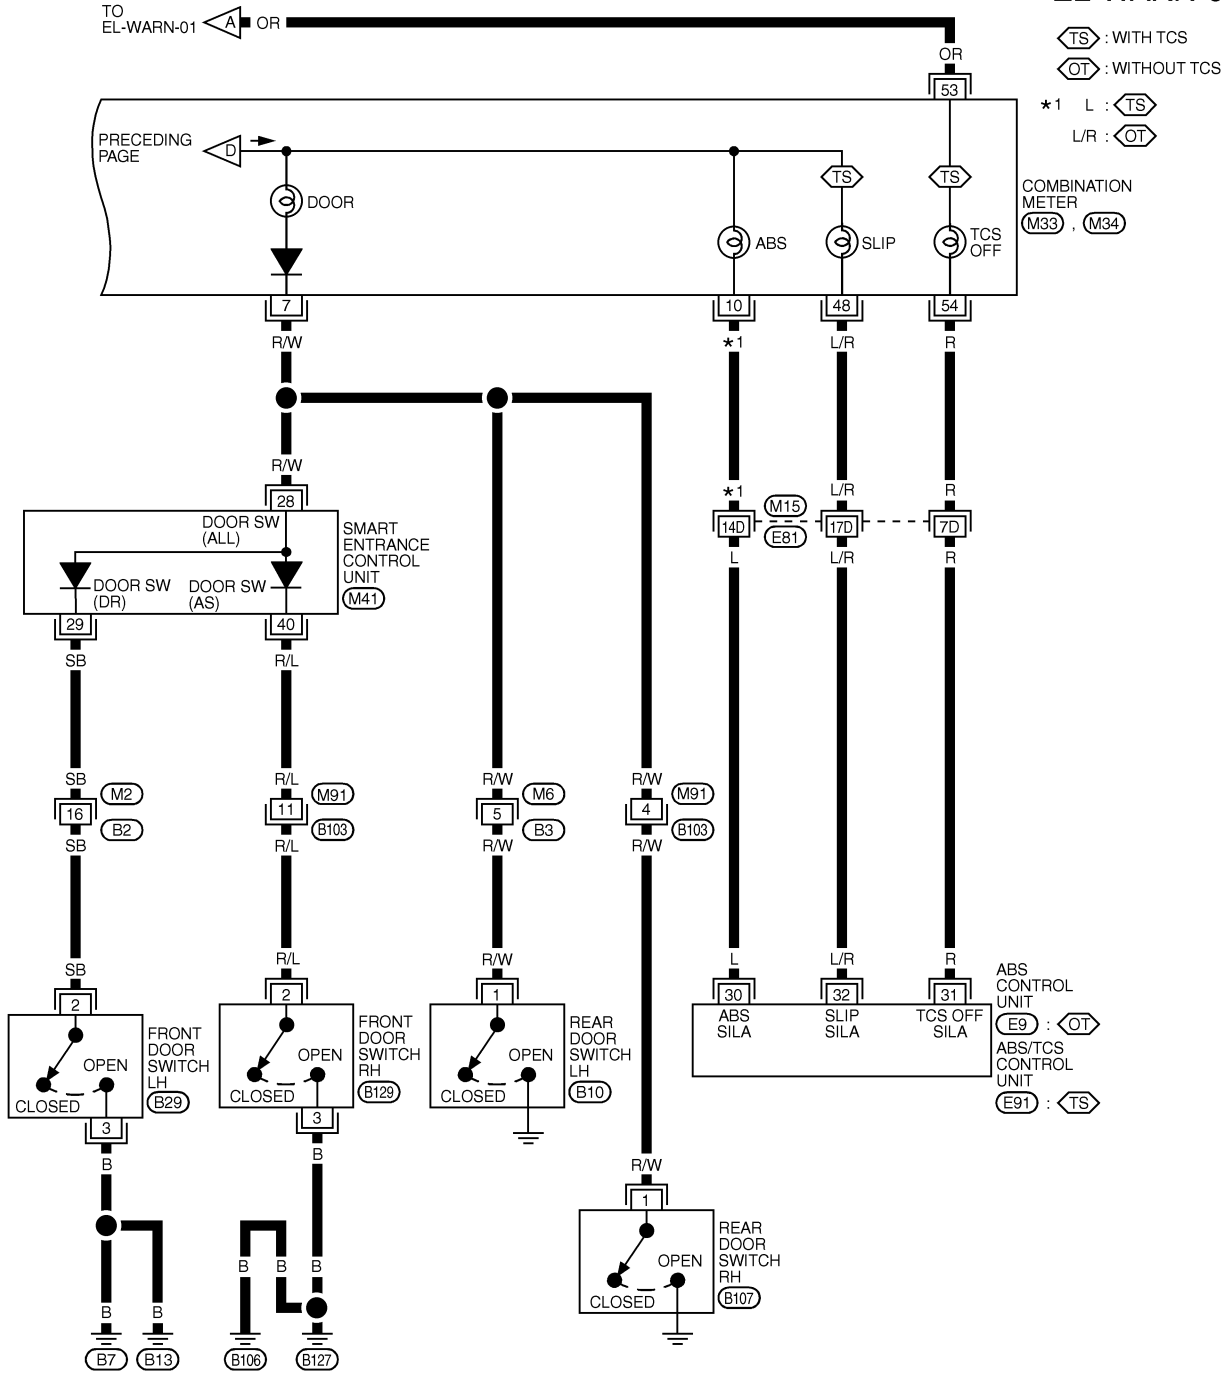 TO
EL-WARN-01
A
OR
OR
TS : WITH TCS
OT : WITHOUT TCS
*1 L : TS
L/R : OT
53
PRECEDING
PAGE
D
TS
TS
DOOR
ABS
SLIP
TCS
OFF
COMBINATION
METER
M33 , M34
7
10
48
54
R/W
*1
L/R
R
R/W
*1
L/R
R
28
M15
14D
17D
7D
E81
DOOR SW
(ALL)
SMART
ENTRANCE
CONTROL
UNIT
M41
L
L/R
R
DOOR SW
(DR)
DOOR SW
(AS)
29
40
SB
R/L
SB
R/L
R/W
R/W
M2
M91
M6
M91
16
11
5
4
B2
B103
B3
B103
SB
R/L
R/W
R/W
SB
R/L
R/W
L
L/R
R
2
2
1
30
32
31
ABS
SILA
SLIP
SILA
TCS OFF
SILA
ABS
CONTROL
UNIT
E9 : OT
ABS/TCS
CONTROL
UNIT
E91 : TS
OPEN
CLOSED
FRONT
DOOR
SWITCH
LH
B29
OPEN
CLOSED
FRONT
DOOR
SWITCH
RH
B129
OPEN
CLOSED
REAR
DOOR
SWITCH
LH
B10
3
3
B
B
R/W
1
OPEN
CLOSED
REAR
DOOR
SWITCH
RH
B107
B
B
B
B
B
B7
B13
B106
B127